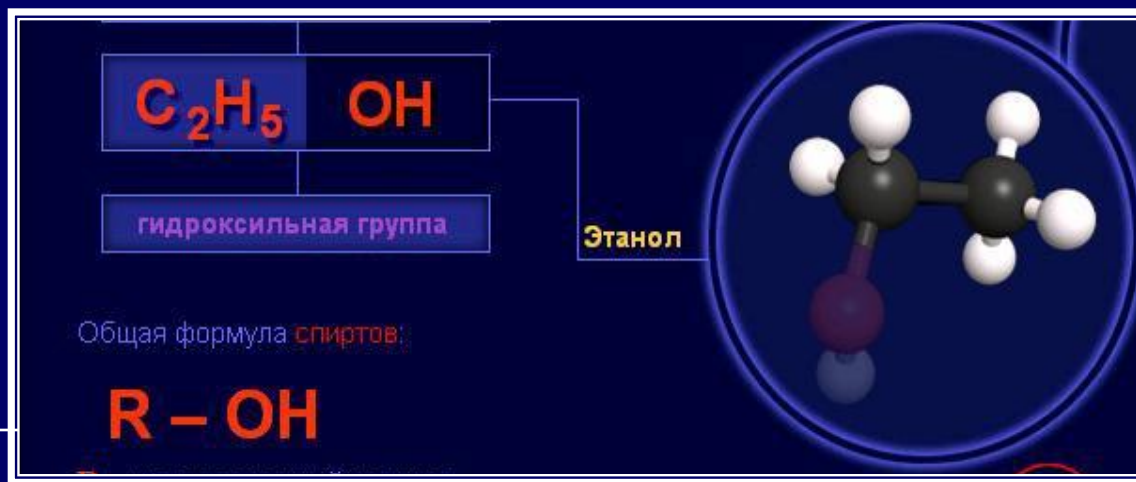 C₂H₅ OH
гидроксильная группа
Этанол
Общая формула спиртов:
R – OH